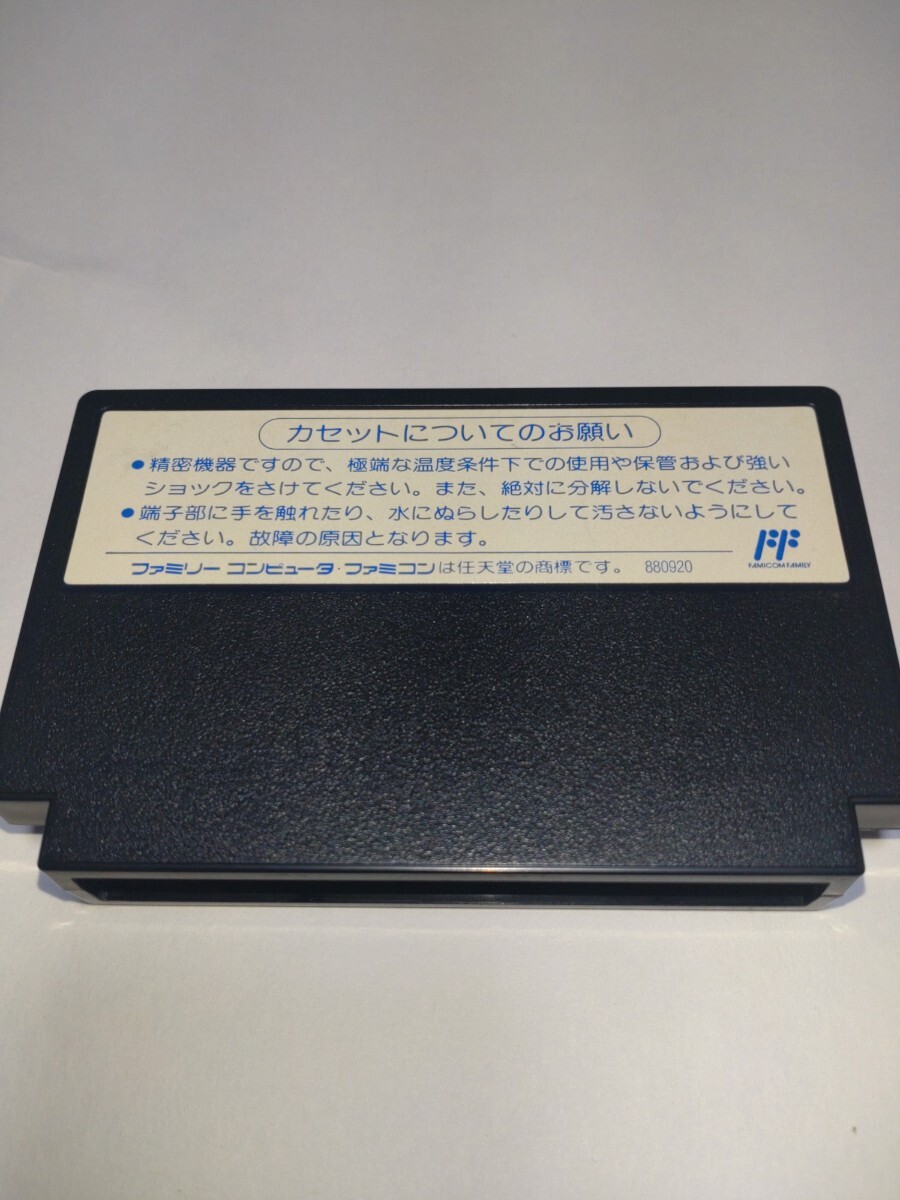 カセットについてのお願い
●精密機器ですので、極端な温度条件下での使用や保管および強い
ショックをさけてください。また、絶対に分解しないでください。
●端子部に手を触れたり、水にぬらしたりして汚さないようにして
ください。故障の原因となります。
ファミリー コンピュータ・ファミコンは任天堂の商標です。 880920
FF
FAMICOM FAMILY